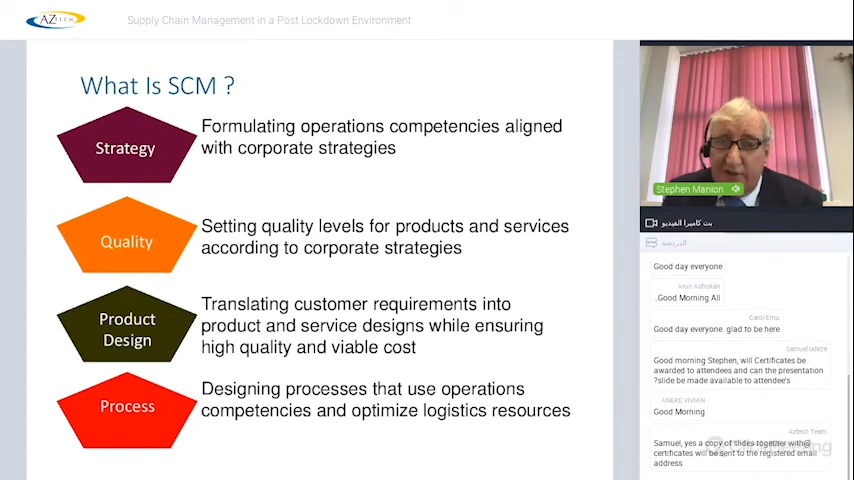 AZTECH
Supply Chain Management in a Post Lockdown Environment
What Is SCM ?
Strategy
Formulating operations competencies aligned
with corporate strategies
Quality
Setting quality levels for products and services
according to corporate strategies
Product
Design
Translating customer requirements into
product and service designs while ensuring
high quality and viable cost
Process
Designing processes that use operations
competencies and optimize logistics resources
Stephen Manion
بث كاميرا الفيديو
الدردشة
Good day everyone
Arun Ashokan
..Good Morning All
Carol Emu
Good day everyone. glad to be here
Samuel Udeze
Good morning Stephen, will Certificates be
awarded to attendees and can the presentation
?slide be made available to attendee's
ANEKE VIVIAN
Good Morning
Aztech Team
Samuel, yes a copy of slides together with@
certificates will be sent to the registered email
address